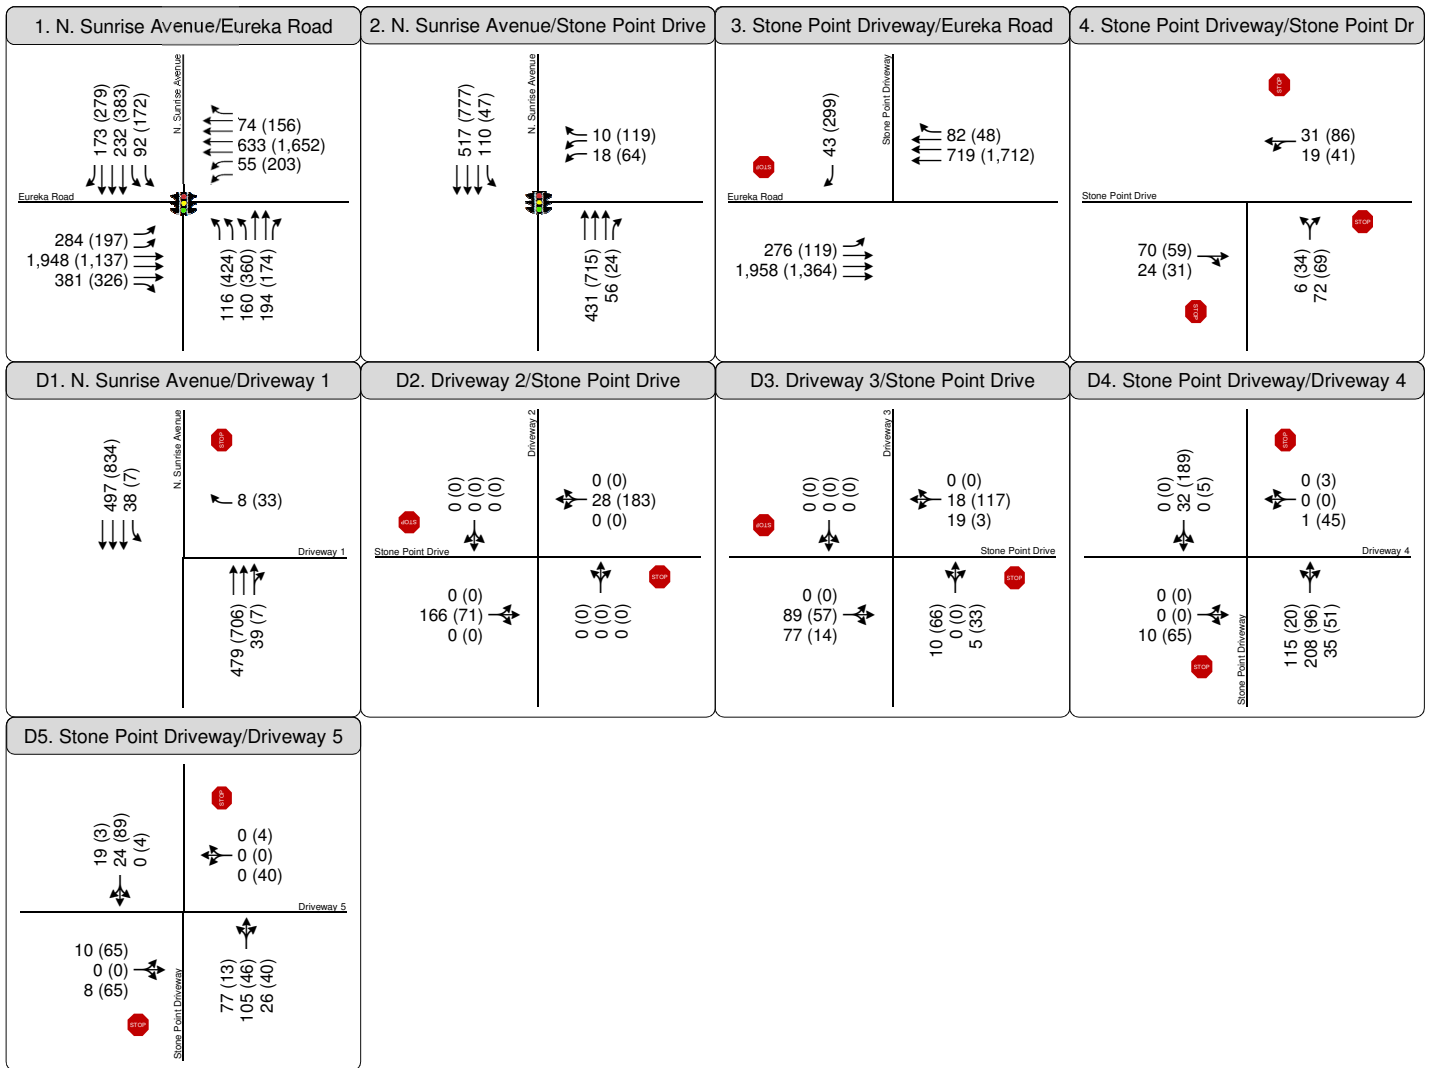 1. N. Sunrise Avenue/Eureka Road
173 (279)
232 (383)
92 (172)
N. Sunrise Avenue
74 (156)
633 (1,652)
55 (203)
Eureka Road
284 (197)
1,948 (1,137)
381 (326)
116 (424)
160 (360)
194 (174)
2. N. Sunrise Avenue/Stone Point Drive
517 (777)
110 (47)
N. Sunrise Avenue
10 (119)
18 (64)
431 (715)
56 (24)
3. Stone Point Driveway/Eureka Road
43 (299)
Stone Point Driveway
82 (48)
719 (1,712)
STOP
Eureka Road
276 (119)
1,958 (1,364)
4. Stone Point Driveway/Stone Point Dr
STOP
31 (86)
19 (41)
Stone Point Drive
STOP
70 (59)
24 (31)
6 (34)
72 (69)
STOP
D1. N. Sunrise Avenue/Driveway 1
497 (834)
38 (7)
N. Sunrise Avenue
STOP
8 (33)
Driveway 1
479 (706)
39 (7)
D2. Driveway 2/Stone Point Drive
0 (0)
0 (0)
0 (0)
Driveway 2
0 (0)
28 (183)
0 (0)
STOP
Stone Point Drive
STOP
0 (0)
166 (71)
0 (0)
0 (0)
0 (0)
0 (0)
D3. Driveway 3/Stone Point Drive
0 (0)
0 (0)
0 (0)
Driveway 3
0 (0)
18 (117)
19 (3)
STOP
Stone Point Drive
STOP
0 (0)
89 (57)
77 (14)
10 (66)
0 (0)
5 (33)
D4. Stone Point Driveway/Driveway 4
0 (0)
32 (189)
0 (5)
STOP
0 (3)
0 (0)
1 (45)
Driveway 4
0 (0)
0 (0)
10 (65)
STOP
Stone Point Driveway
115 (20)
208 (96)
35 (51)
D5. Stone Point Driveway/Driveway 5
19 (3)
24 (89)
0 (4)
STOP
0 (4)
0 (0)
0 (40)
Driveway 5
10 (65)
0 (0)
8 (65)
STOP
Stone Point Driveway
77 (13)
105 (46)
26 (40)